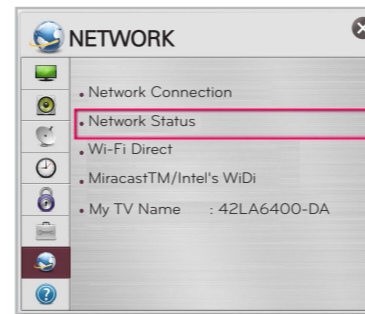 NETWORK
• Network Connection
• Network Status
• Wi-Fi Direct
• MiracastTM/Intel's WiDi
• My TV Name : 42LA6400-DA